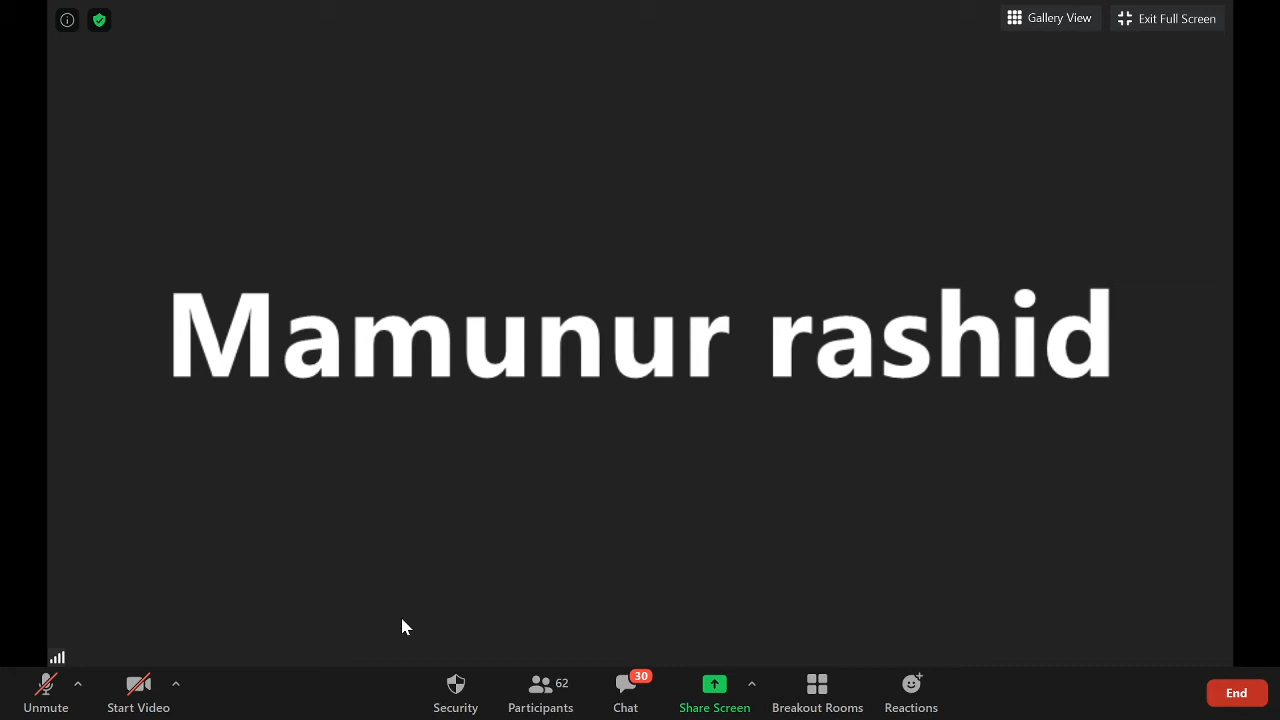 Gallery View
Exit Full Screen
Mamunur rashid
62
30
Unmute
Start Video
Security
Participants
Chat
Share Screen
Breakout Rooms
Reactions
End